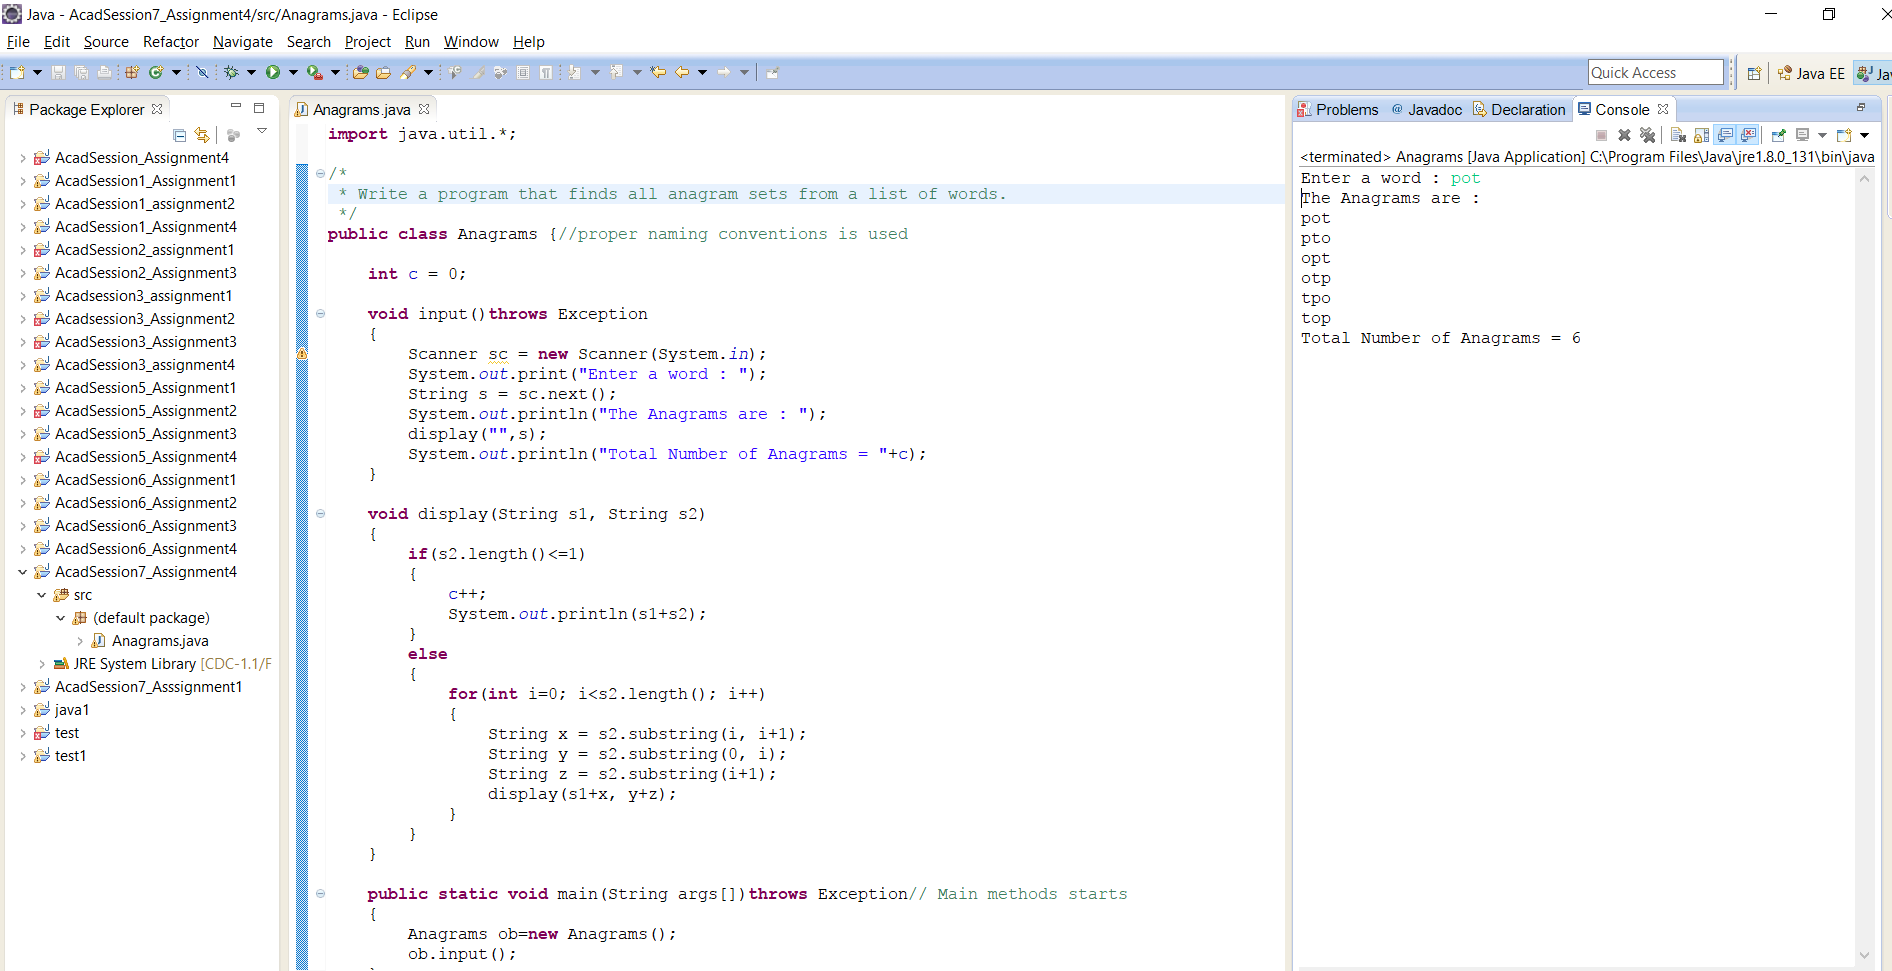 Java - AcadSession7_Assignment4/src/Anagrams.java - Eclipse
File Edit Source Refactor Navigate Search Project Run Window Help
Quick Access
Java EE
Package Explorer
AcadSession_Assignment4
AcadSession1_Assignment1
AcadSession1_assignment2
AcadSession1_Assignment4
AcadSession2_assignment1
AcadSession2_Assignment3
Acadsession3_assignment1
Acadsession3_Assignment2
AcadSession3_Assignment3
AcadSession3_assignment4
AcadSession5_Assignment1
AcadSession5_Assignment2
AcadSession5_Assignment3
AcadSession5_Assignment4
AcadSession6_Assignment1
AcadSession6_Assignment2
AcadSession6_Assignment3
AcadSession6_Assignment4
AcadSession7_Assignment4
src
(default package)
Anagrams.java
JRE System Library [CDC-1.1/F
AcadSession7_Asssignment1
java1
test
test1
Anagrams.java
import java.util.*;
/*
* Write a program that finds all anagram sets from a list of words.
*/
public class Anagrams {//proper naming conventions is used
int c = 0;
void input()throws Exception
{
Scanner sc = new Scanner(System.in);
System.out.print("Enter a word : ");
String s = sc.next();
System.out.println("The Anagrams are : ");
display("",s);
System.out.println("Total Number of Anagrams = "+c);
}
void display(String s1, String s2)
{
if(s2.length()<=1)
{
c++;
System.out.println(s1+s2);
}
else
{
for(int i=0; i<s2.length(); i++)
{
String x = s2.substring(i, i+1);
String y = s2.substring(0, i);
String z = s2.substring(i+1);
display(s1+x, y+z);
}
}
}
public static void main(String args[])throws Exception// Main methods starts
{
Anagrams ob=new Anagrams();
ob.input();
Problems @ Javadoc Declaration Console
<terminated> Anagrams [Java Application] C:\Program Files\Java\jre1.8.0_131\bin\java
Enter a word : pot
The Anagrams are :
pot
pto
opt
otp
tpo
top
Total Number of Anagrams = 6